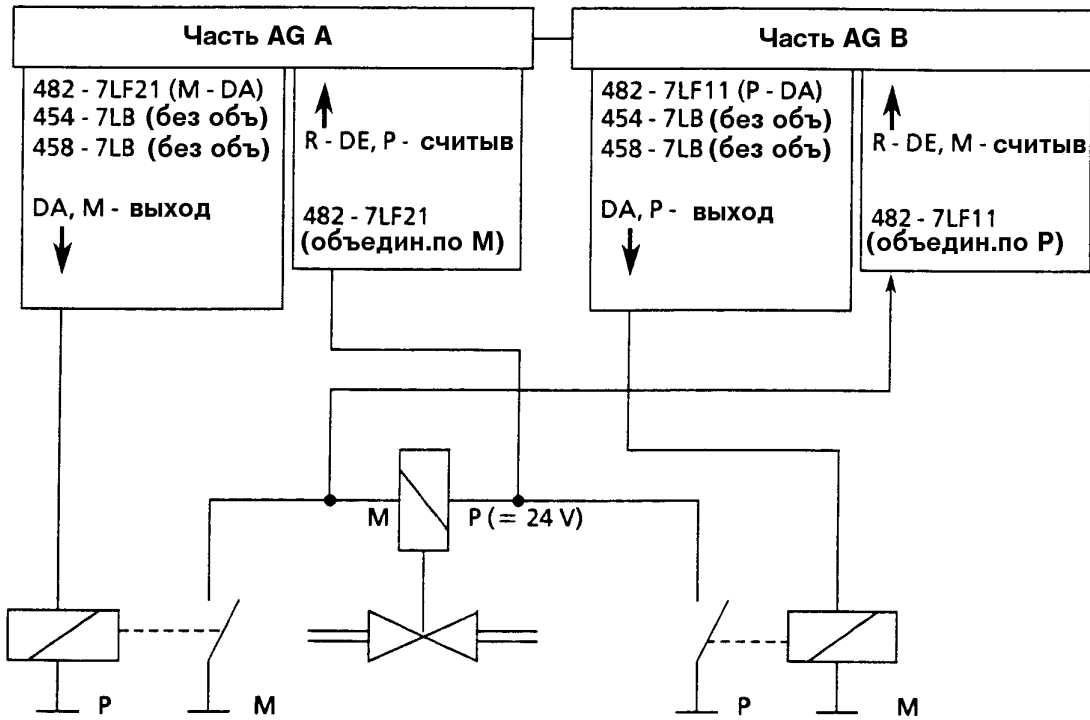 Часть AG A
Часть AG B
482 - 7LF21 (M - DA)
454 - 7LB (без объ)
458 - 7LB (без объ)
DA, M - выход
R - DE, P - считыв
482 - 7LF21
(объедин.по M)
482 - 7LF11 (P - DA)
454 - 7LB (без объ)
458 - 7LB (без объ)
DA, P - выход
R - DE, M - считыв
482 - 7LF11
(объедин.по P)
M
P (= 24 V)
P
M
P
M